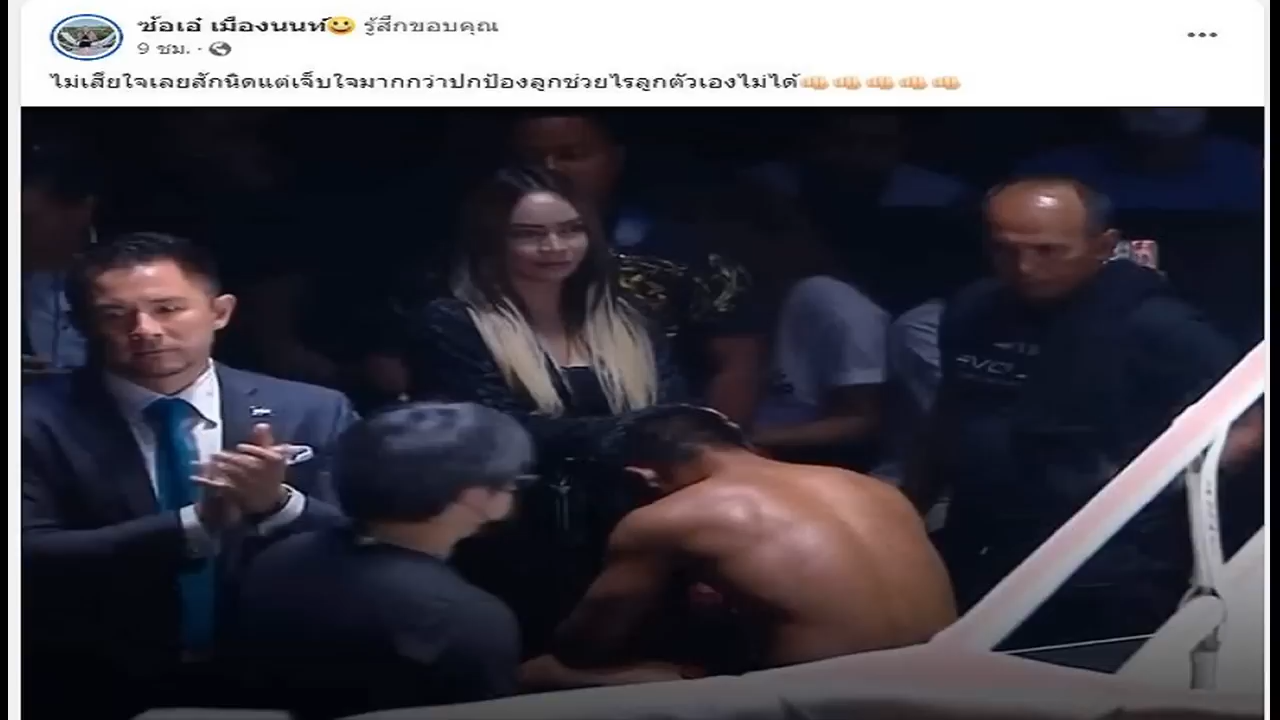 ซ้อเอ๋ เมืองนนท์😀 รู้สึกขอบคุณ
9 ชม. ·
ไม่เสียใจเลยสักนิดแต่เจ็บใจมากกว่าปกป้องลูกช่วยไรลูกตัวเองไม่ได้👊🏻👊🏻👊🏻👊🏻👊🏻